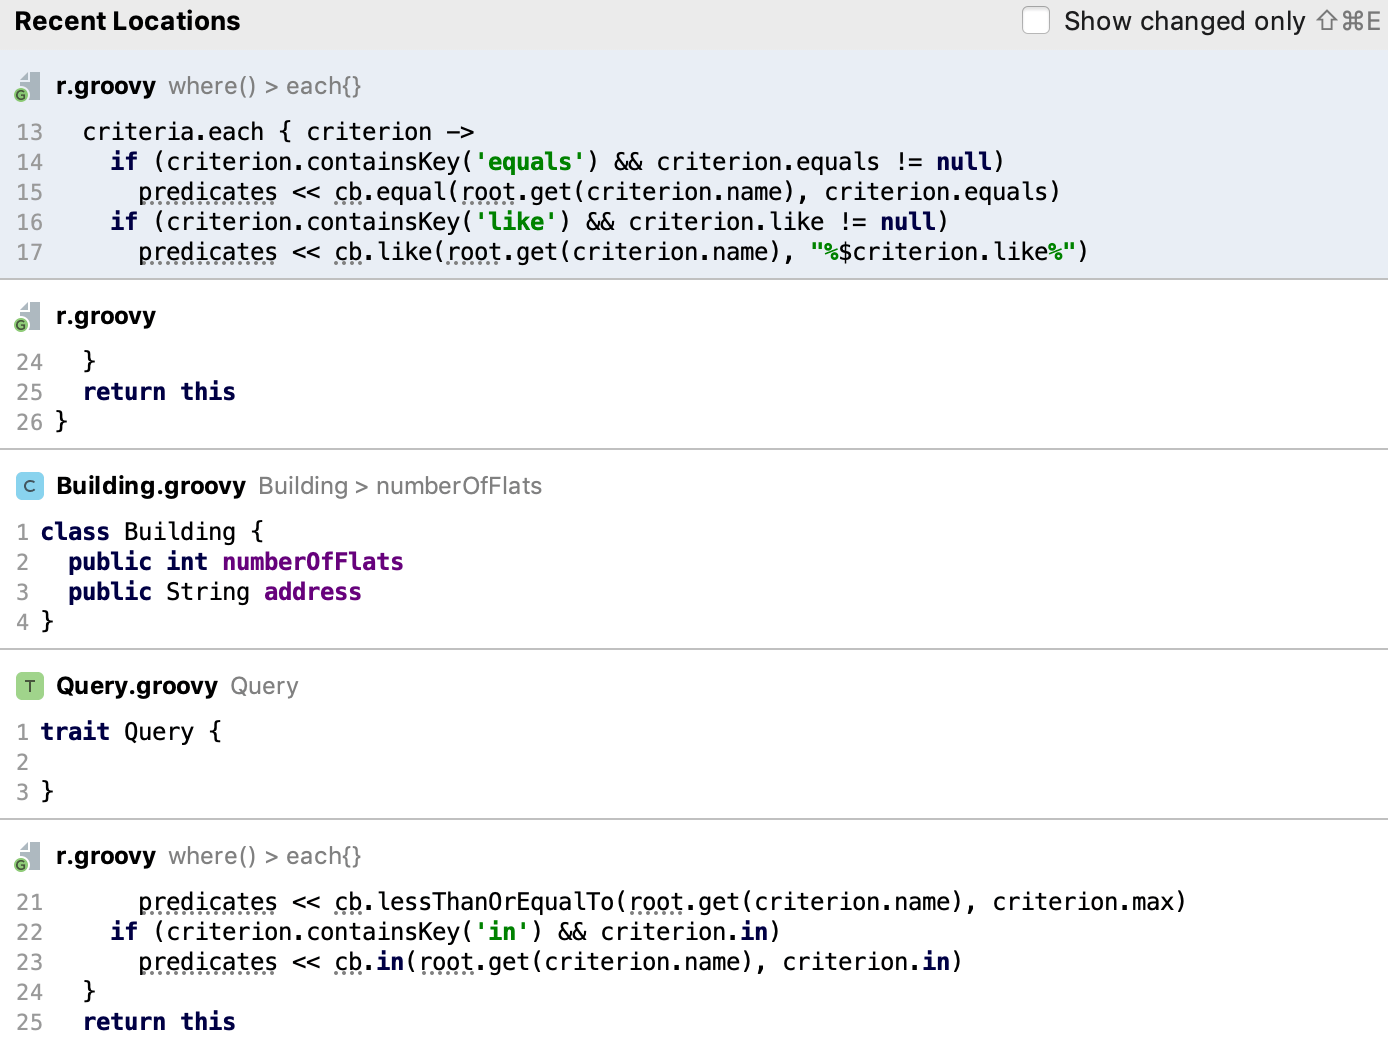 Recent Locations Show changed only ⇧⌘E
G r.groovy where() > each{}
13 criteria.each { criterion ->
14 if (criterion.containsKey('equals') && criterion.equals != null)
15 predicates << cb.equal(root.get(criterion.name), criterion.equals)
16 if (criterion.containsKey('like') && criterion.like != null)
17 predicates << cb.like(root.get(criterion.name), "%$criterion.like%")
G r.groovy
24 }
25 return this
26 }
C Building.groovy Building > numberOfFlats
1 class Building {
2 public int numberOfFlats
3 public String address
4 }
T Query.groovy Query
1 trait Query {
2
3 }
G r.groovy where() > each{}
21 predicates << cb.lessThanOrEqualTo(root.get(criterion.name), criterion.max)
22 if (criterion.containsKey('in') && criterion.in)
23 predicates << cb.in(root.get(criterion.name), criterion.in)
24 }
25 return this